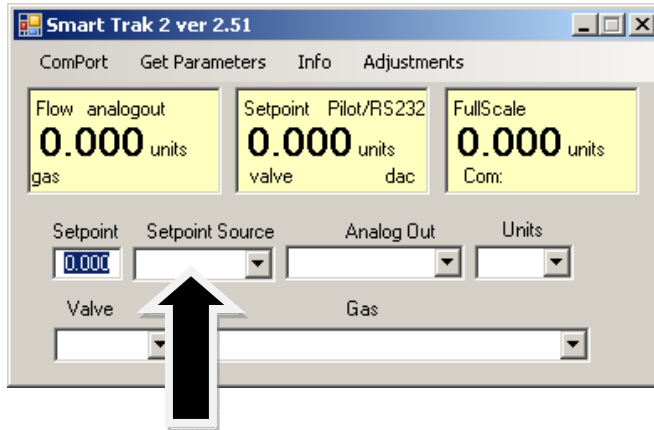 Smart Trak 2 ver 2.51
ComPort Get Parameters Info Adjustments
Flow analogout
0.000 units
gas
Setpoint Pilot/RS232
0.000 units
valve dac
FullScale
0.000 units
Com:
Setpoint Setpoint Source Analog Out Units
0.000
Valve Gas